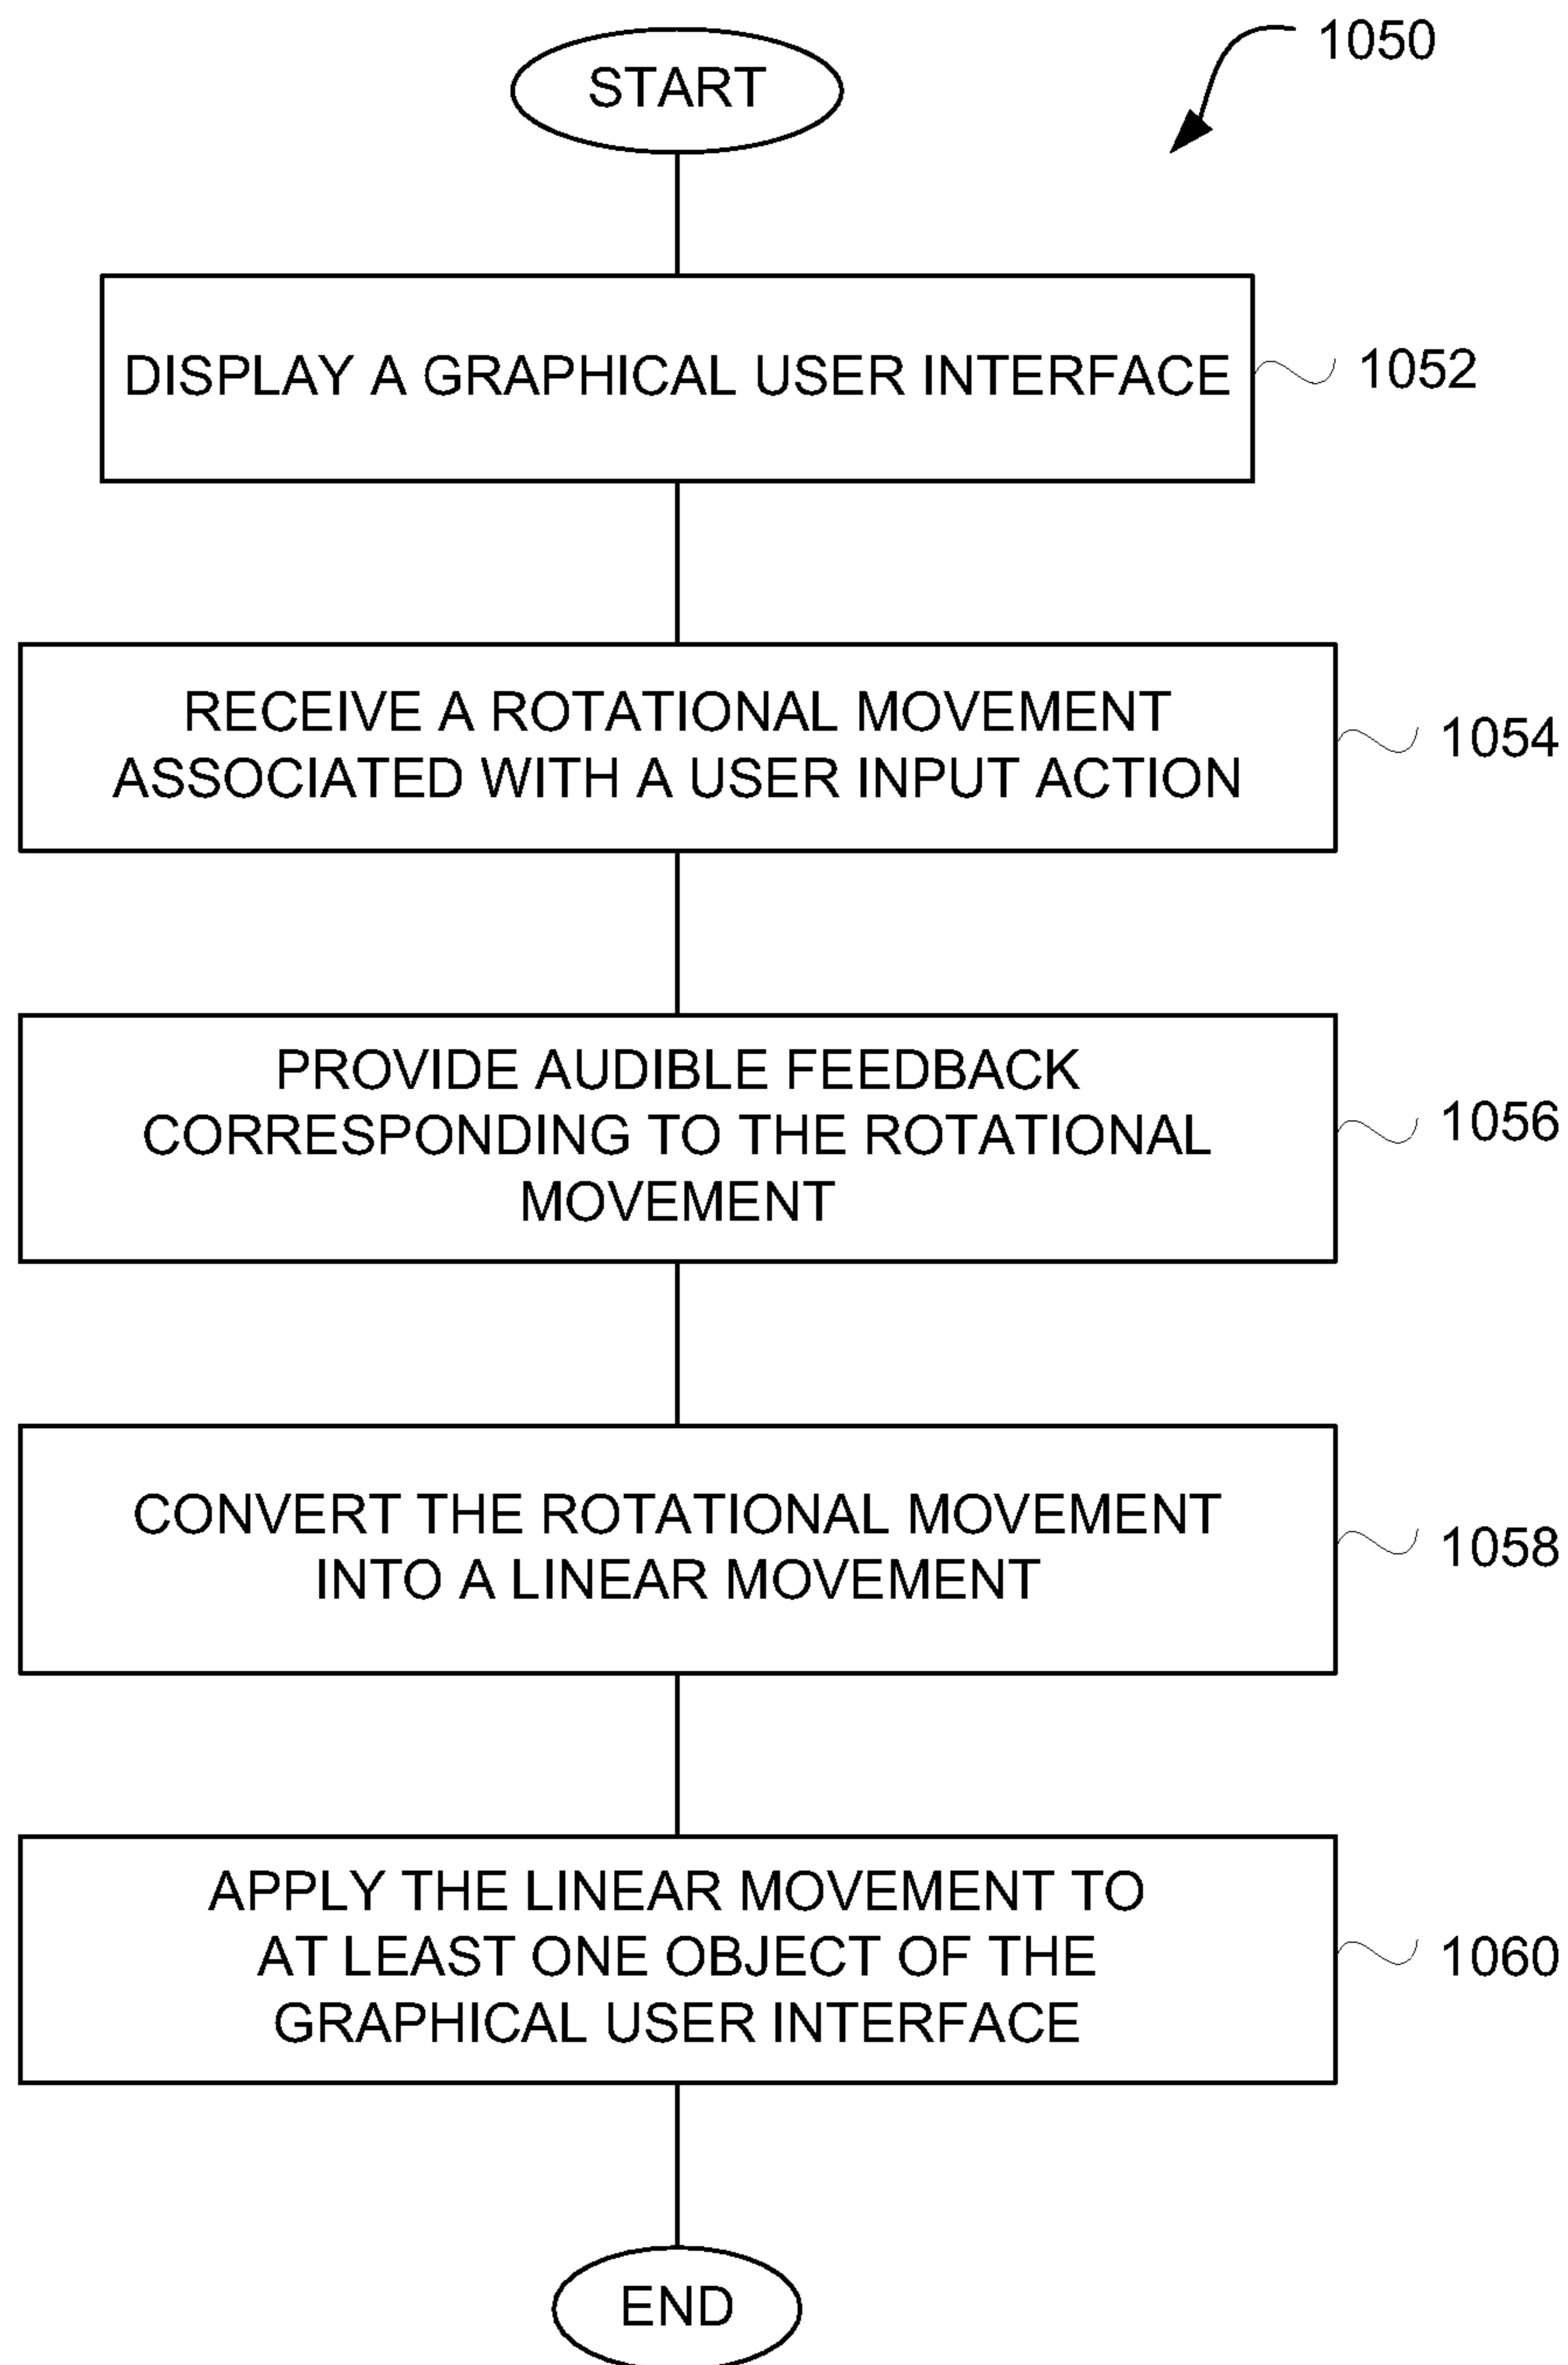 START
1050
DISPLAY A GRAPHICAL USER INTERFACE
1052
RECEIVE A ROTATIONAL MOVEMENT
ASSOCIATED WITH A USER INPUT ACTION
1054
PROVIDE AUDIBLE FEEDBACK
CORRESPONDING TO THE ROTATIONAL
MOVEMENT
1056
CONVERT THE ROTATIONAL MOVEMENT
INTO A LINEAR MOVEMENT
1058
APPLY THE LINEAR MOVEMENT TO
AT LEAST ONE OBJECT OF THE
GRAPHICAL USER INTERFACE
1060
END